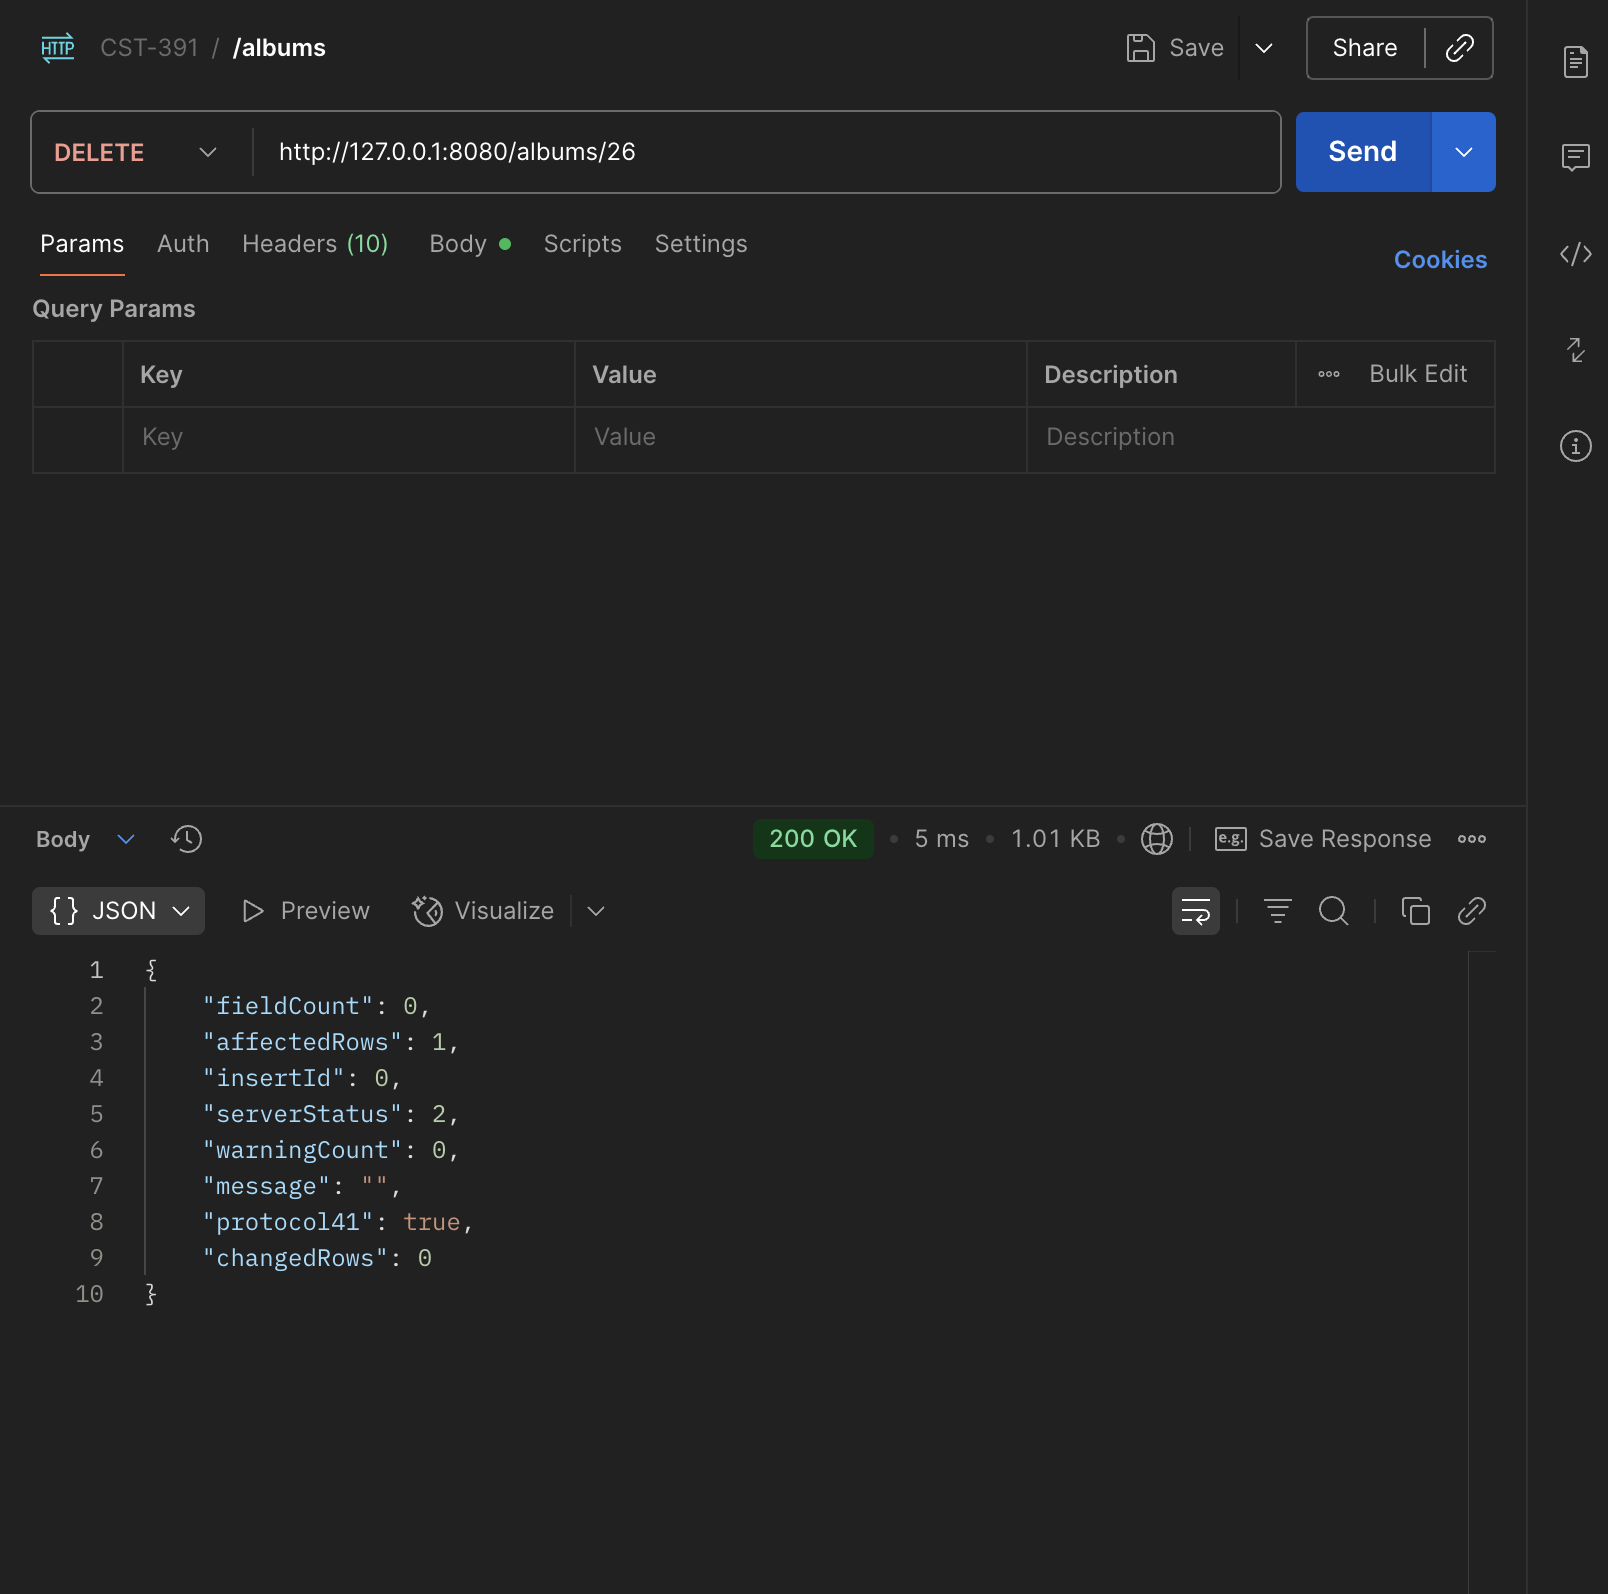 HTTP CST-391 / /albums Save Share
DELETE http://127.0.0.1:8080/albums/26 Send
Params Auth Headers (10) Body Scripts Settings
Cookies
Query Params
Key Value Description Bulk Edit
Key Value Description
Body 200 OK 5 ms 1.01 KB e.g. Save Response
{} JSON Preview Visualize
1 {
2 "fieldCount": 0,
3 "affectedRows": 1,
4 "insertId": 0,
5 "serverStatus": 2,
6 "warningCount": 0,
7 "message": "",
8 "protocol41": true,
9 "changedRows": 0
10 }